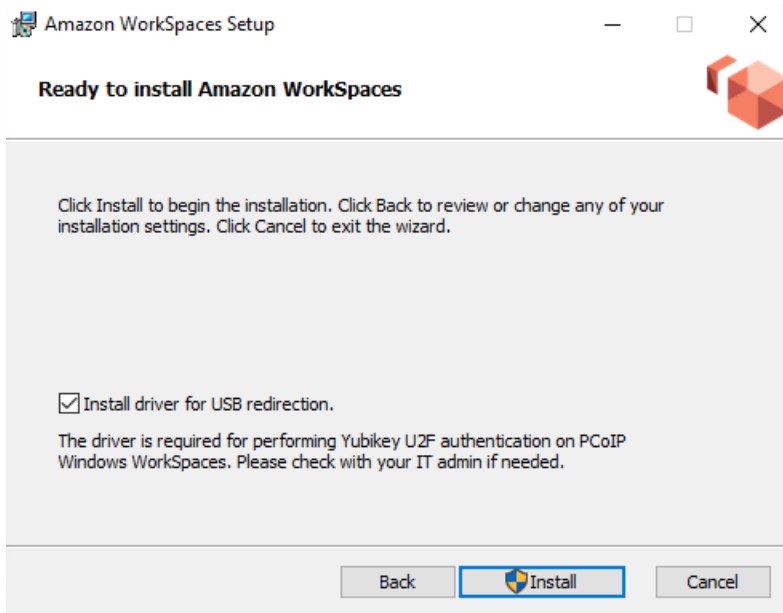 Amazon WorkSpaces Setup
Ready to install Amazon WorkSpaces
Click Install to begin the installation. Click Back to review or change any of your
installation settings. Click Cancel to exit the wizard.
Install driver for USB redirection.
The driver is required for performing Yubikey U2F authentication on PCoIP
Windows WorkSpaces. Please check with your IT admin if needed.
Back
Install
Cancel